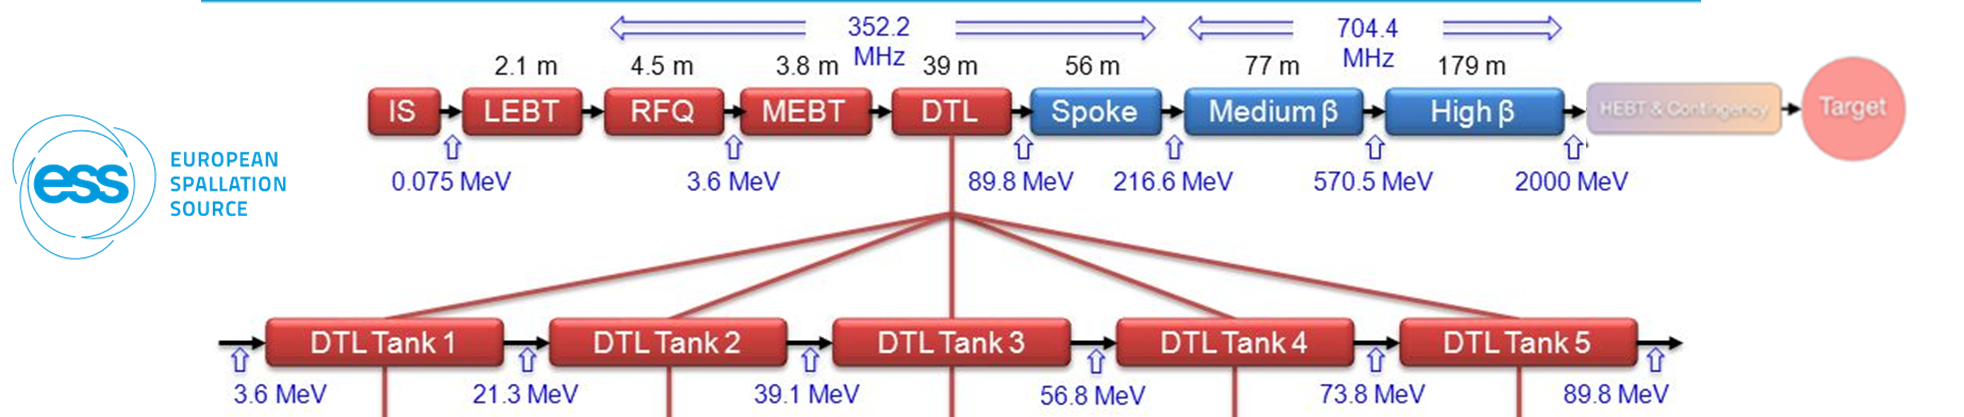 352.2
MHz
704.4
MHz
2.1 m
4.5 m
3.8 m
39 m
56 m
77 m
179 m
IS
LEBT
RFQ
MEBT
DTL
Spoke
Medium β
High β
HEBT & Contingency
Target
0.075 MeV
3.6 MeV
89.8 MeV
216.6 MeV
570.5 MeV
2000 MeV
ess
EUROPEAN
SPALLATION
SOURCE
DTL Tank 1
DTL Tank 2
DTL Tank 3
DTL Tank 4
DTL Tank 5
3.6 MeV
21.3 MeV
39.1 MeV
56.8 MeV
73.8 MeV
89.8 MeV